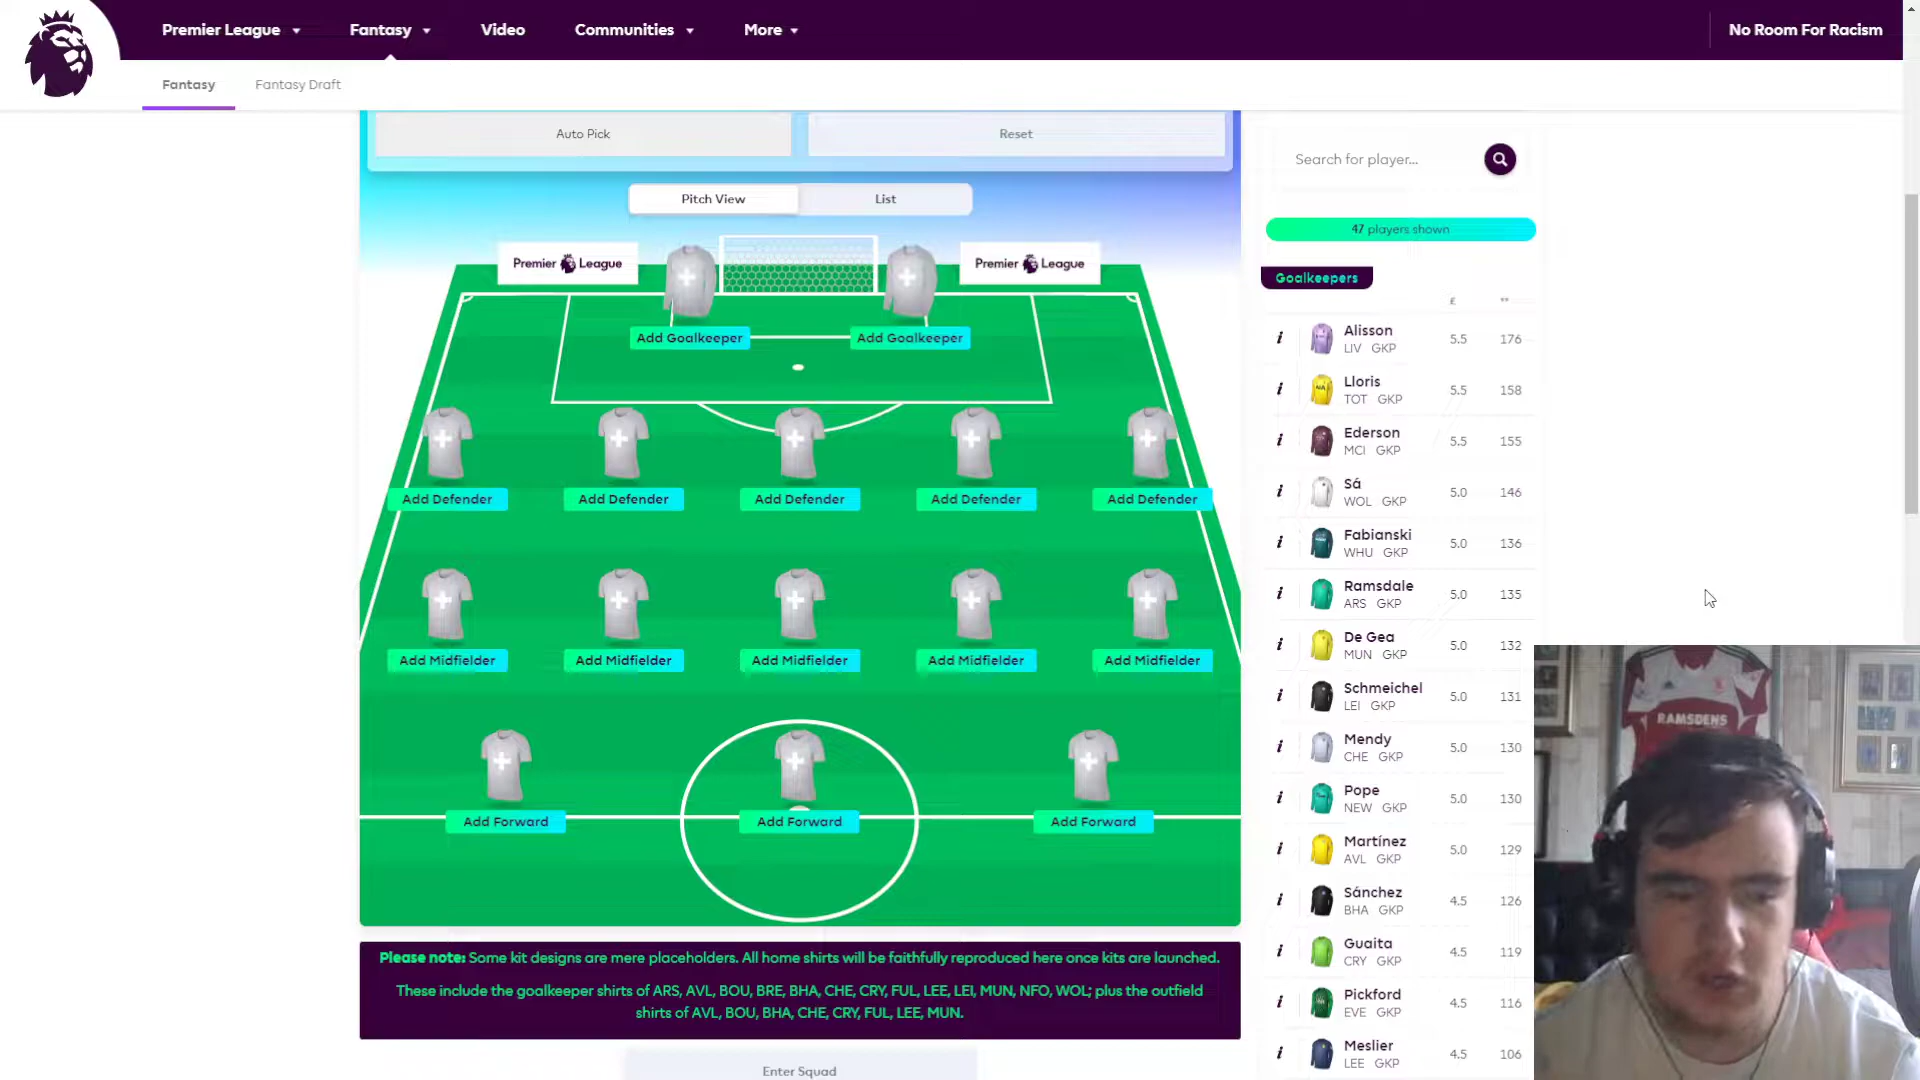 Premier League
Fantasy
Video
Communities
More
No Room For Racism
Fantasy
Fantasy Draft
Auto Pick
Reset
Pitch View
List
Premier League
Premier League
Add Goalkeeper
Add Goalkeeper
Add Defender
Add Defender
Add Defender
Add Defender
Add Defender
Add Midfielder
Add Midfielder
Add Midfielder
Add Midfielder
Add Midfielder
Add Forward
Add Forward
Add Forward
Please note: Some kit designs are mere placeholders. All home shirts will be faithfully reproduced here once kits are launched.
These include the goalkeeper shirts of ARS, AVL, BOU, BRE, BHA, CHE, CRY, FUL, LEE, LEI, MUN, NFO, WOL; plus the outfield
shirts of AVL, BOU, BHA, CHE, CRY, FUL, LEE, MUN.
Enter Squad
Search for player...
47 players shown
Goalkeepers
£ **
i Alisson 5.5 176
LIV GKP
i Lloris 5.5 158
TOT GKP
i Ederson 5.5 155
MCI GKP
i Sá 5.0 146
WOL GKP
i Fabianski 5.0 136
WHU GKP
i Ramsdale 5.0 135
ARS GKP
i De Gea 5.0 132
MUN GKP
i Schmeichel 5.0 131
LEI GKP
i Mendy 5.0 130
CHE GKP
i Pope 5.0 130
NEW GKP
i Martínez 5.0 129
AVL GKP
i Sánchez 4.5 126
BHA GKP
i Guaita 4.5 119
CRY GKP
i Pickford 4.5 116
EVE GKP
i Meslier 4.5 106
LEE GKP
RAMSDENS